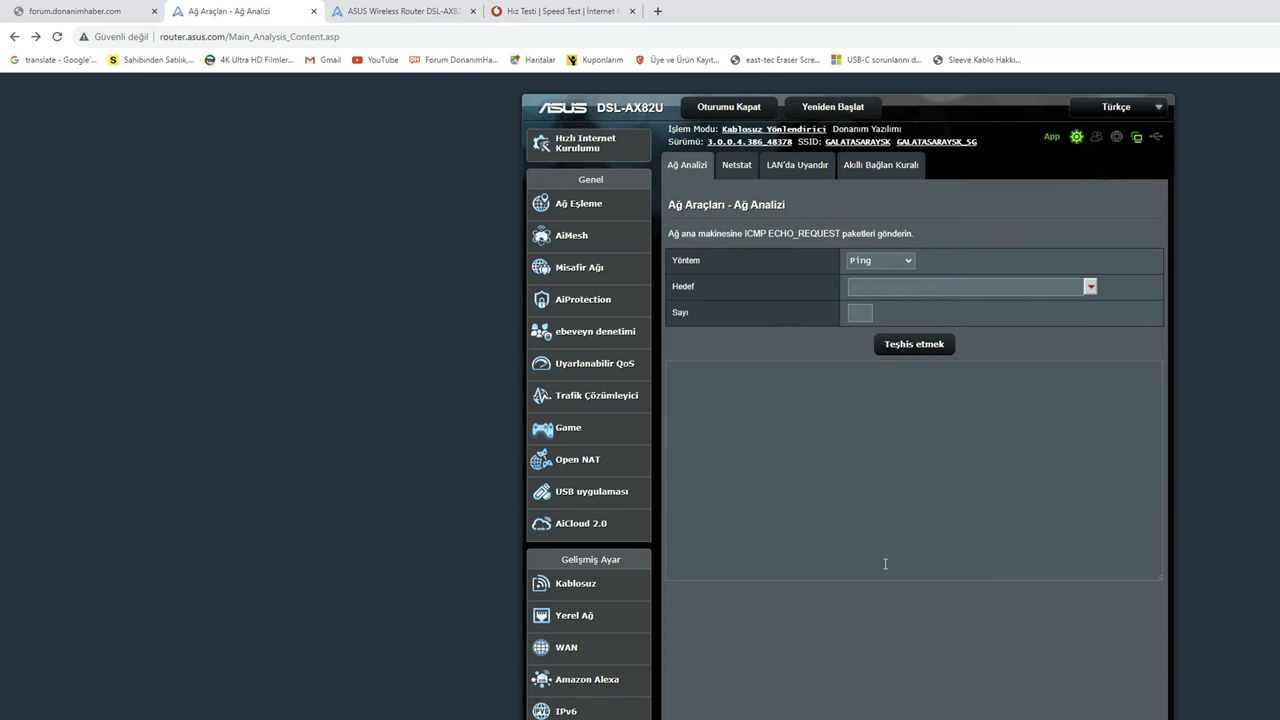 forum.donanimhaber.com
Ağ Araçları - Ağ Analizi
ASUS Wireless Router DSL-AX82
Hız Testi | Speed Test | İnternet H
Güvenli değil
router.asus.com/Main_Analysis_Content.asp
translate - Google'...
Sahibinden Satılık,...
4K Ultra HD Filmler...
Gmail
YouTube
Forum DonanımHa...
Haritalar
Kuponlarım
Üye ve Ürün Kayıt...
east-tec Eraser Scre...
USB-C sorunlarını d...
Sleeve Kablo Hakkı...
ASUS DSL-AX82U
Oturumu Kapat
Yeniden Başlat
Türkçe
Hızlı Internet
Kurulumu
İşlem Modu: Kablosuz Yönlendirici Donanım Yazılımı
Sürümü: 3.0.0.4.386_48378 SSID: GALATASARAYSK GALATASARAYSK_5G
App
Ağ Analizi
Netstat
LAN'da Uyandır
Akıllı Bağlan Kuralı
Genel
Ağ Eşleme
AiMesh
Misafir Ağı
AiProtection
ebeveyn denetimi
Uyarlanabilir QoS
Trafik Çözümleyici
Game
Open NAT
USB uygulaması
AiCloud 2.0
Gelişmiş Ayar
Kablosuz
Yerel Ağ
WAN
Amazon Alexa
IPv6
Ağ Araçları - Ağ Analizi
Ağ ana makinesine ICMP ECHO_REQUEST paketleri gönderin.
Yöntem
Ping
Hedef
Sayı
Teşhis etmek